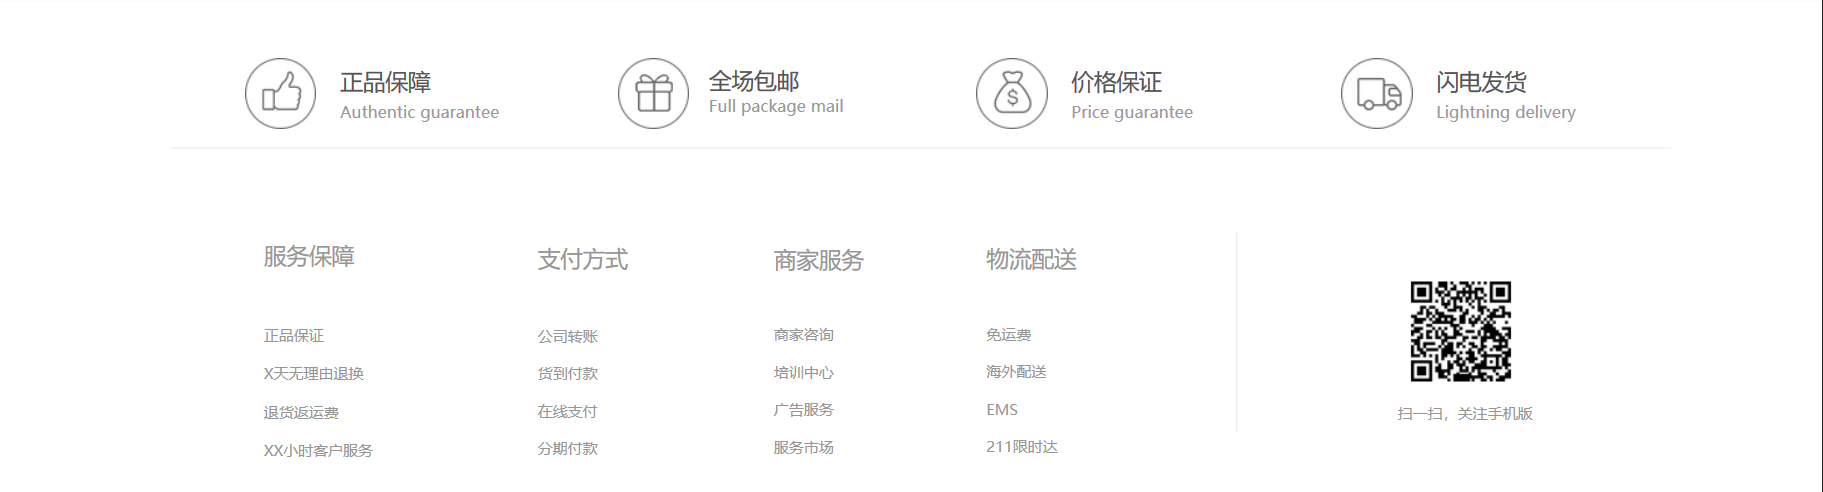 正品保障
Authentic guarantee
全场包邮
Full package mail
价格保证
Price guarantee
闪电发货
Lightning delivery
服务保障
正品保证
X天无理由退换
退货返运费
XX小时客户服务
支付方式
公司转账
货到付款
在线支付
分期付款
商家服务
商家咨询
培训中心
广告服务
服务市场
物流配送
免运费
海外配送
EMS
211限时达
扫一扫，关注手机版